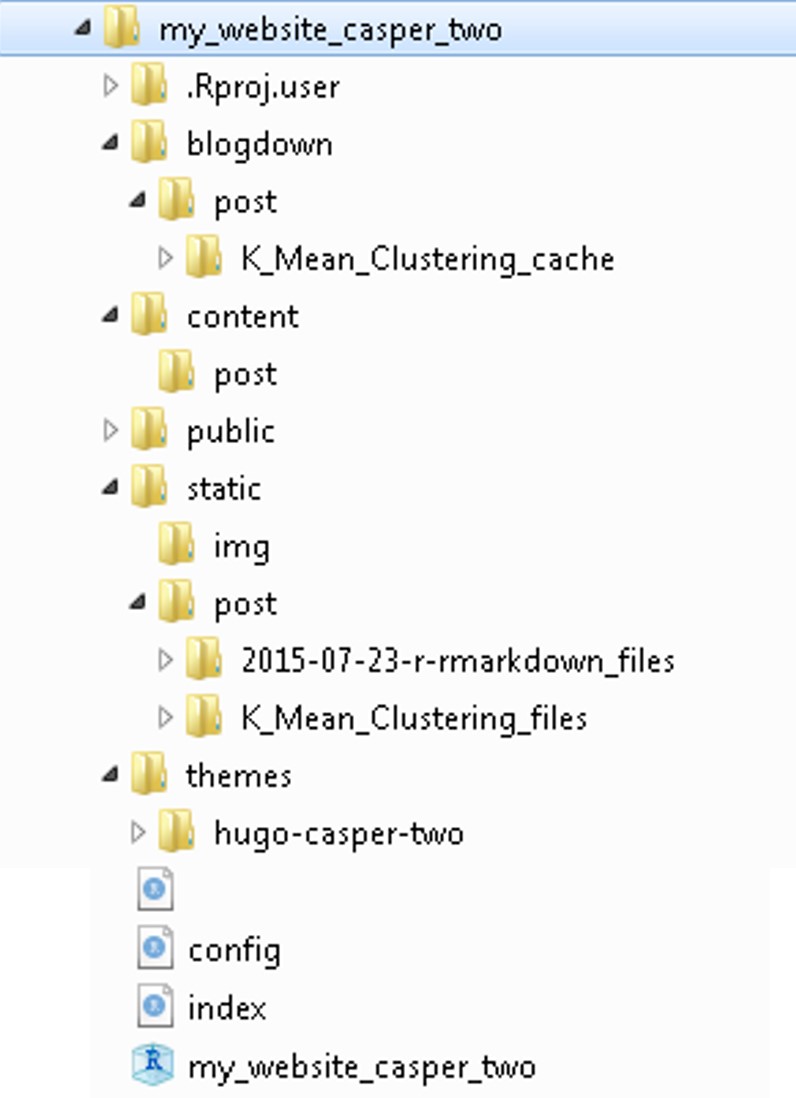 my_website_casper_two
.Rproj.user
blogdown
post
K_Mean_Clustering_cache
content
post
public
static
img
post
2015-07-23-r-rmarkdown_files
K_Mean_Clustering_files
themes
hugo-casper-two
config
index
my_website_casper_two